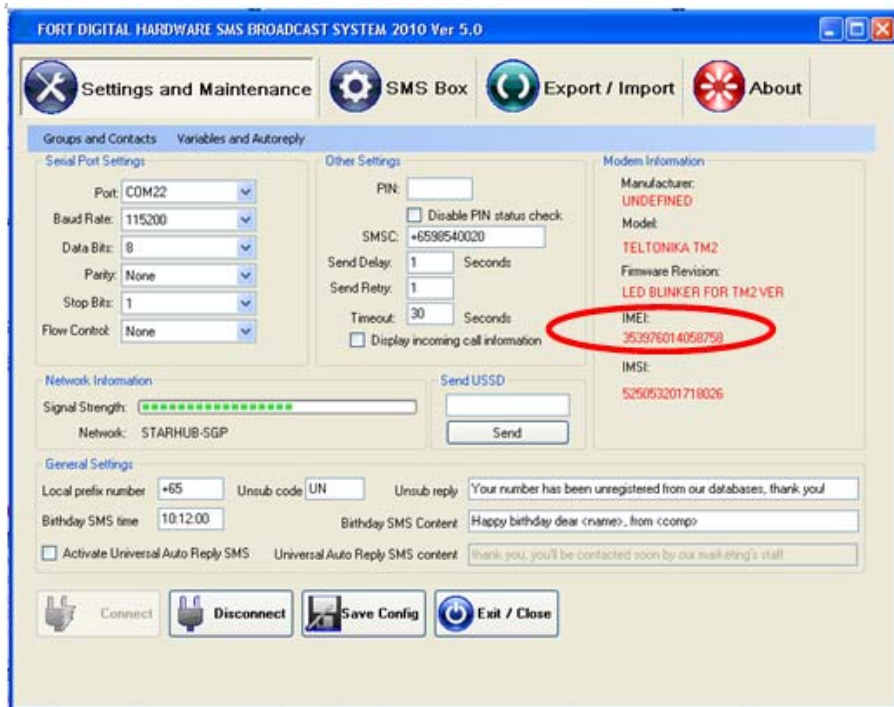 FORT DIGITAL HARDWARE SMS BROADCAST SYSTEM 2010 Ver 5.0
Settings and Maintenance
SMS Box
Export / Import
About
Groups and Contacts
Variables and Autoreply
Serial Port Settings
Port: COM22
Baud Rate: 115200
Data Bits: 8
Parity: None
Stop Bits: 1
Flow Control: None
Other Settings
PIN:
Disable PIN status check
SMSC: +6598540020
Send Delay: 1 Seconds
Send Retry: 1
Timeout: 30 Seconds
Display incoming call information
Modem Information
Manufacturer:
UNDEFINED
Model:
TELTONIKA TM2
Firmware Revision:
LED BLINKER FOR TM2 VER
IMEI:
353976014058758
IMSI:
525053201718026
Network Information
Signal Strength:
Network: STARHUB-SGP
Send USSD
Send
General Settings
Local prefix number +65 Unsub code UN Unsub reply Your number has been unregistered from our databases, thank you!
Birthday SMS time 10:12:00 Birthday SMS Content Happy birthday dear <name>, from <comp>
Activate Universal Auto Reply SMS Universal Auto Reply SMS content thank you, you'll be contacted soon by our marketing's staff
Connect
Disconnect
Save Config
Exit / Close